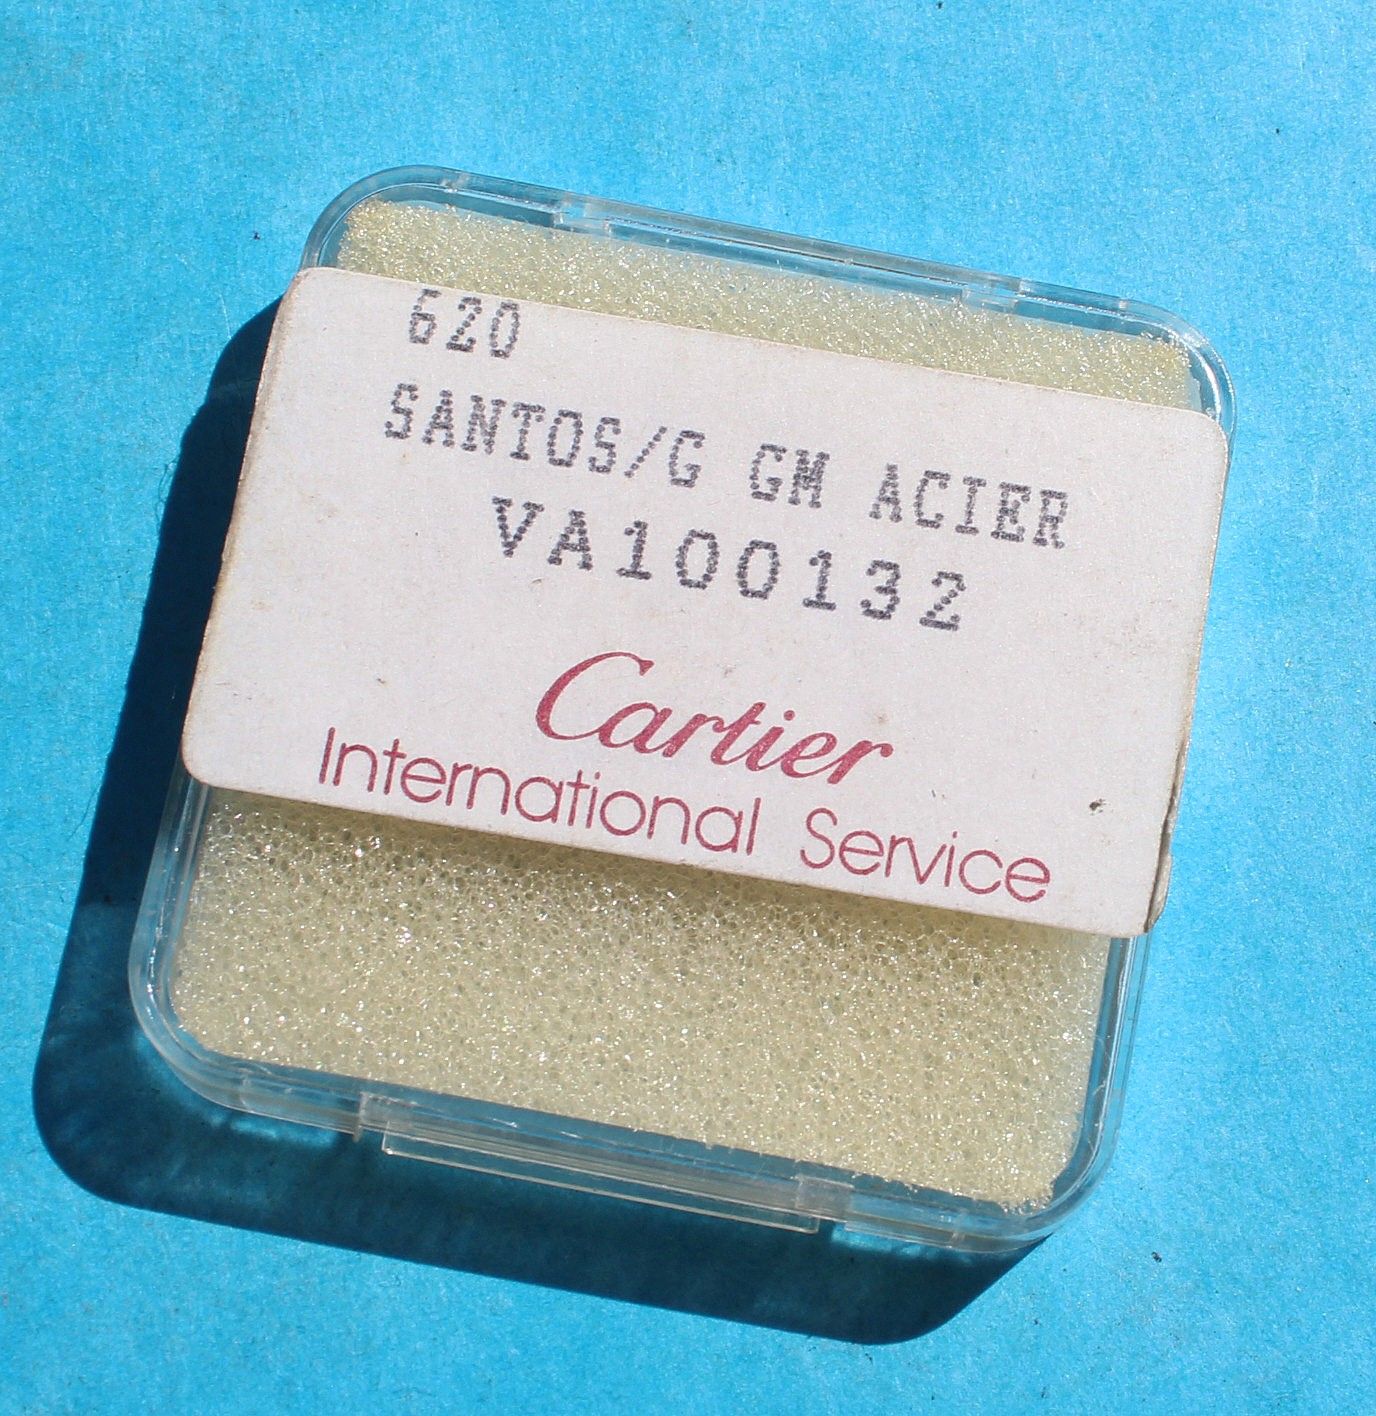 620
SANTOS/G GM ACIER
VA100132
Cartier
International Service